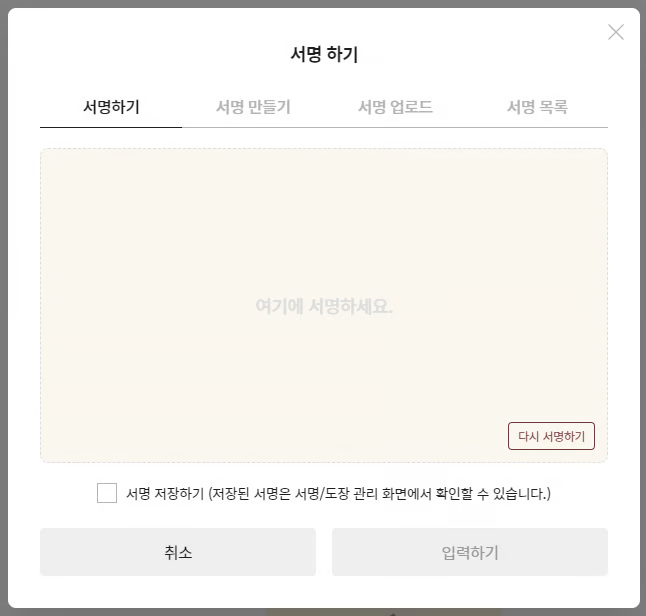 서명 하기
서명하기 서명 만들기 서명 업로드 서명 목록
여기에 서명하세요.
다시 서명하기
서명 저장하기 (저장된 서명은 서명/도장 관리 화면에서 확인할 수 있습니다.)
취소 입력하기